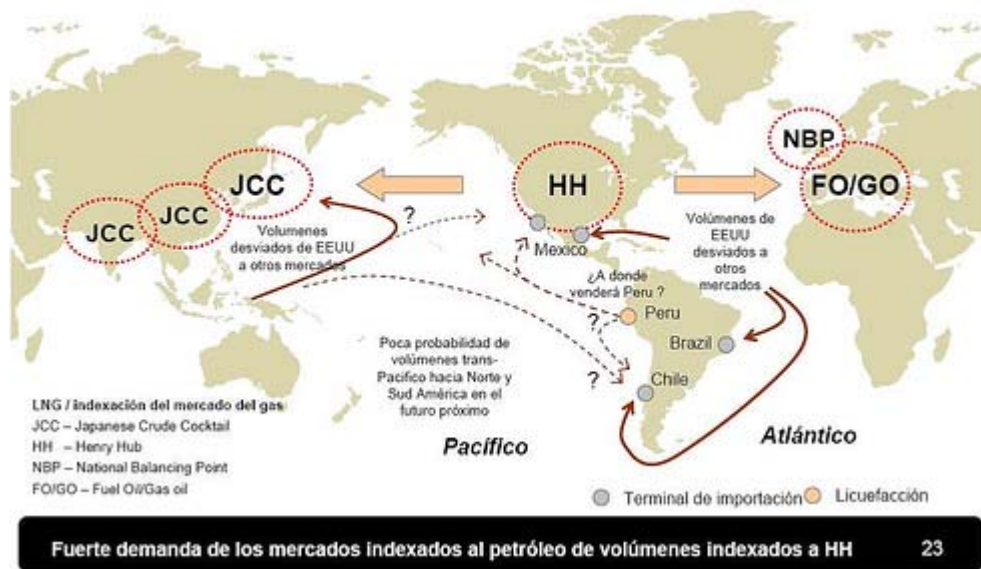 NBP
JCC
HH
FO/GO
JCC
JCC
?
Volumenes
desviados de EEUU
a otros mercados
Mexico
Volúmenes de
EEUU
desviados a
otros
mercados
¿A donde
venderá Peru ?
?
Peru
Brazil
Poca probabilidad de
volúmenes trans-
Pacifico hacia Norte y
Sud América en el
futuro próximo
?
Chile
LNG / indexación del mercado del gas
JCC – Japanese Crude Cocktail
HH – Henry Hub
NBP – National Balancing Point
FO/GO – Fuel Oil/Gas oil
Pacífico
Atlántico
Terminal de importación
Licuefacción
Fuerte demanda de los mercados indexados al petróleo de volúmenes indexados a HH 23